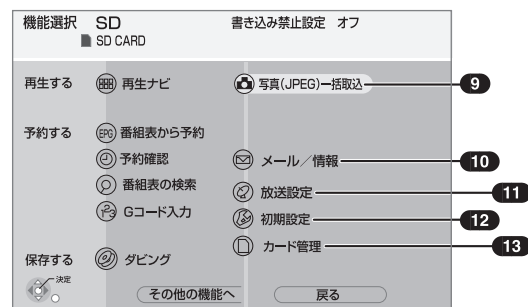 機能選択 SD 書き込み禁止設定 オフ
SD CARD
再生する 再生ナビ 写真(JPEG)一括取込 9
予約する EPG 番組表から予約
予約確認 メール／情報 10
番組表の検索 放送設定 11
Gコード入力 初期設定 12
カード管理 13
保存する ダビング
決定
その他の機能へ 戻る